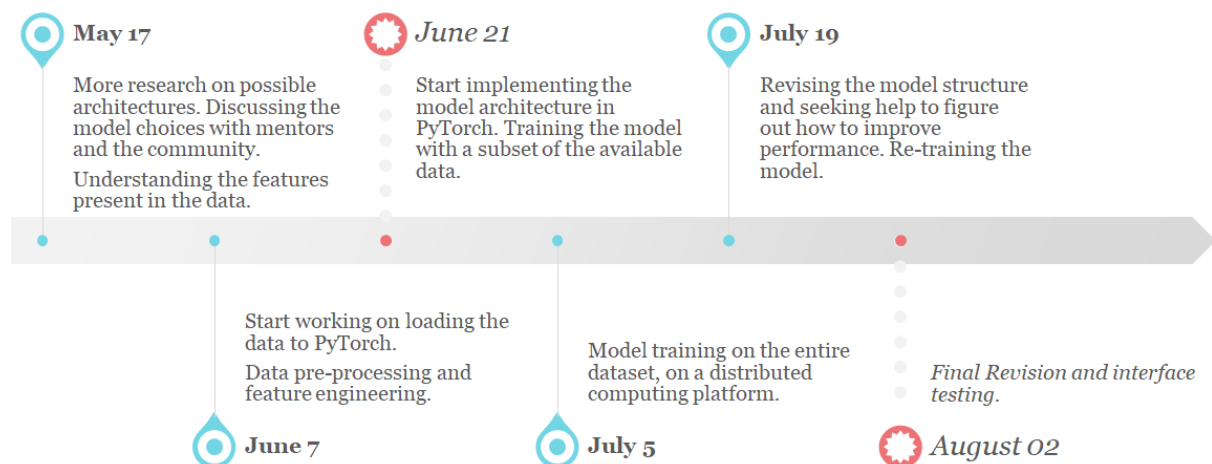 May 17
More research on possible
architectures. Discussing the
model choices with mentors
and the community.
Understanding the features
present in the data.
June 21
Start implementing the
model architecture in
PyTorch. Training the model
with a subset of the available
data.
July 19
Revising the model structure
and seeking help to figure
out how to improve
performance. Re-training the
model.
Start working on loading the
data to PyTorch.
Data pre-processing and
feature engineering.
June 7
Model training on the entire
dataset, on a distributed
computing platform.
July 5
Final Revision and interface
testing.
August 02